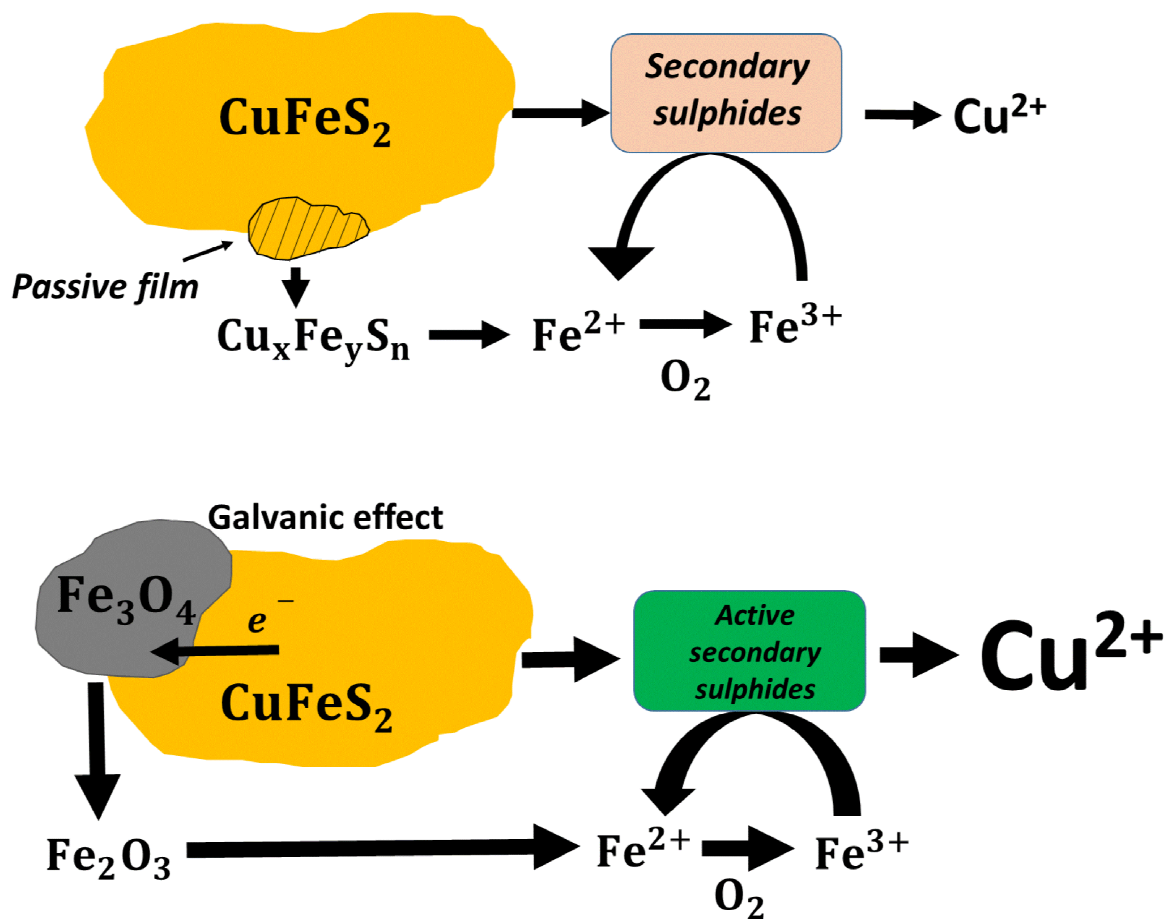 CuFeS₂
Secondary
sulphides
Cu²⁺
Passive film
CuₓFeᵧSₙ
Fe²⁺
O₂
Fe³⁺
Galvanic effect
Fe₃O₄
e⁻
CuFeS₂
Active
secondary
sulphides
Cu²⁺
Fe₂O₃
Fe²⁺
O₂
Fe³⁺